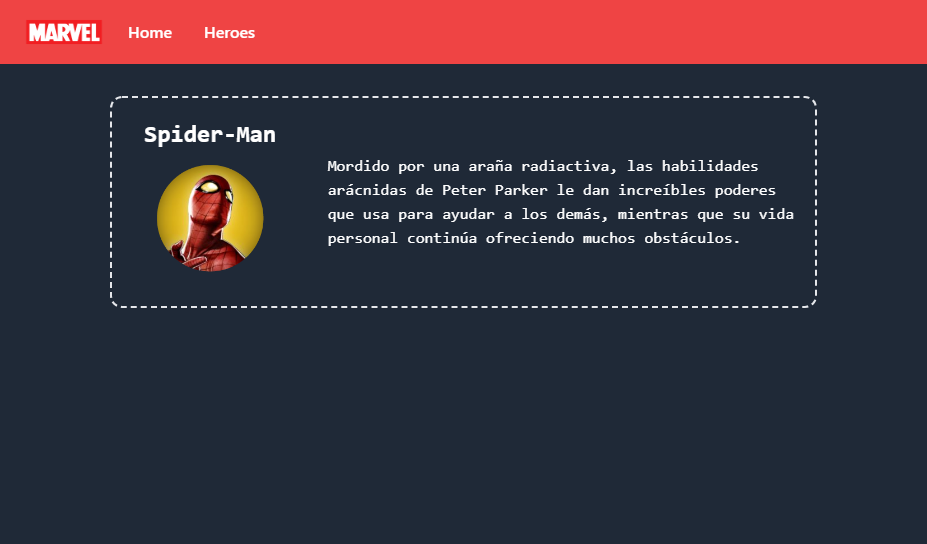 MARVEL Home Heroes
Spider-Man
Mordido por una araña radiactiva, las habilidades
arácnidas de Peter Parker le dan increíbles poderes
que usa para ayudar a los demás, mientras que su vida
personal continúa ofreciendo muchos obstáculos.